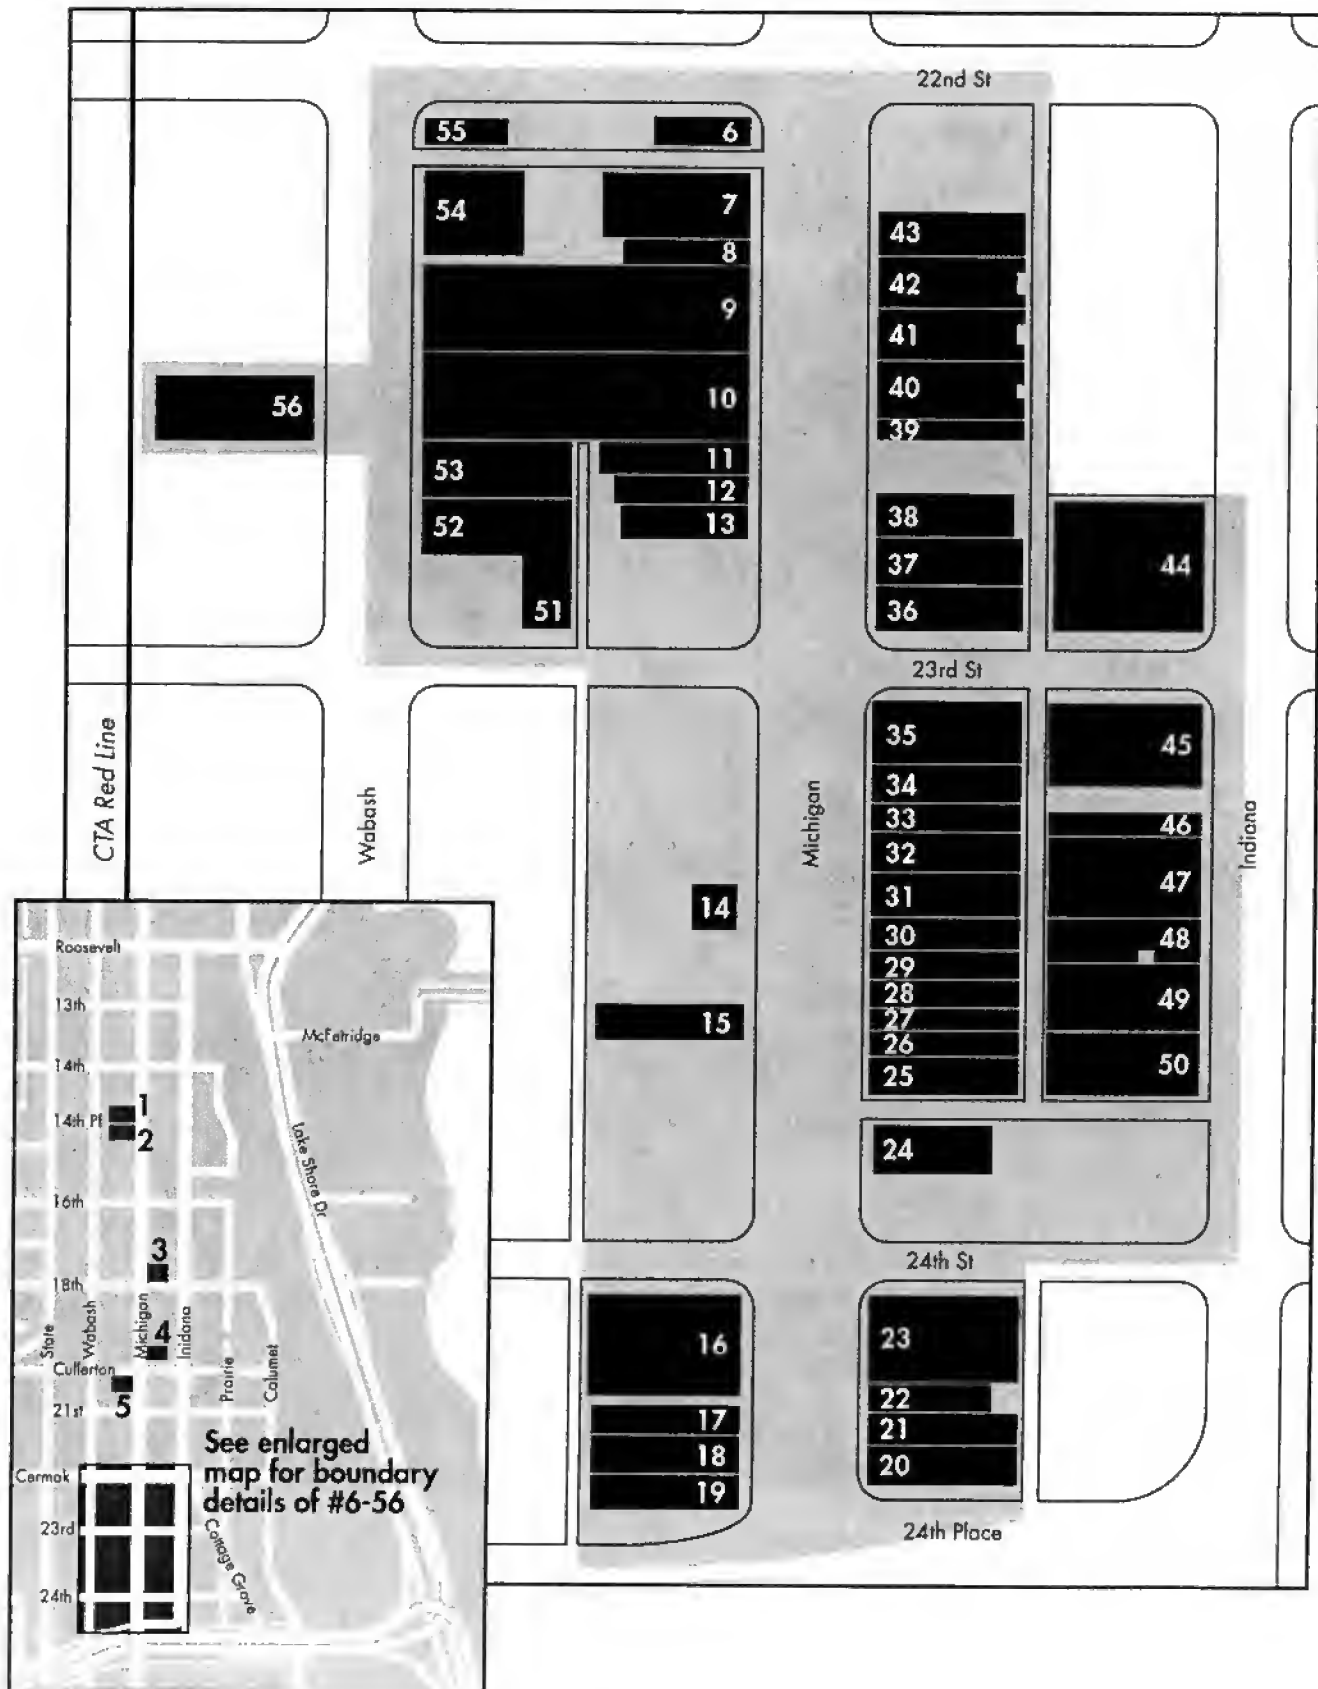 22nd St
55
6
54
7
8
43
42
9
41
56
10
40
39
53
11
12
38
52
13
37
44
51
36
23rd St
CTA Red Line
Wabash
Michigan
Indiana
35
45
34
33
46
32
47
31
14
30
48
29
28
49
15
27
26
50
25
24
24th St
16
23
22
17
21
18
20
19
24th Place
Roosevelt
13th
McFetridge
14th
1
14th Pl
2
Lake Shore Dr
16th
3
18th
State
Wabash
Michigan
Inidana
4
Prairie
Calumet
Cullerton
5
21st
See enlarged
map for boundary
details of #6-56
Cermak
23rd
Cottage Grove
24th